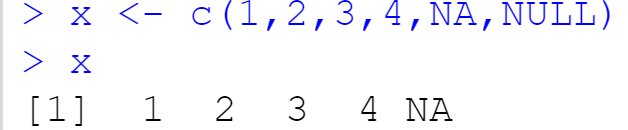 > x <- c(1,2,3,4,NA,NULL)
> x
[1]  1  2  3  4 NA